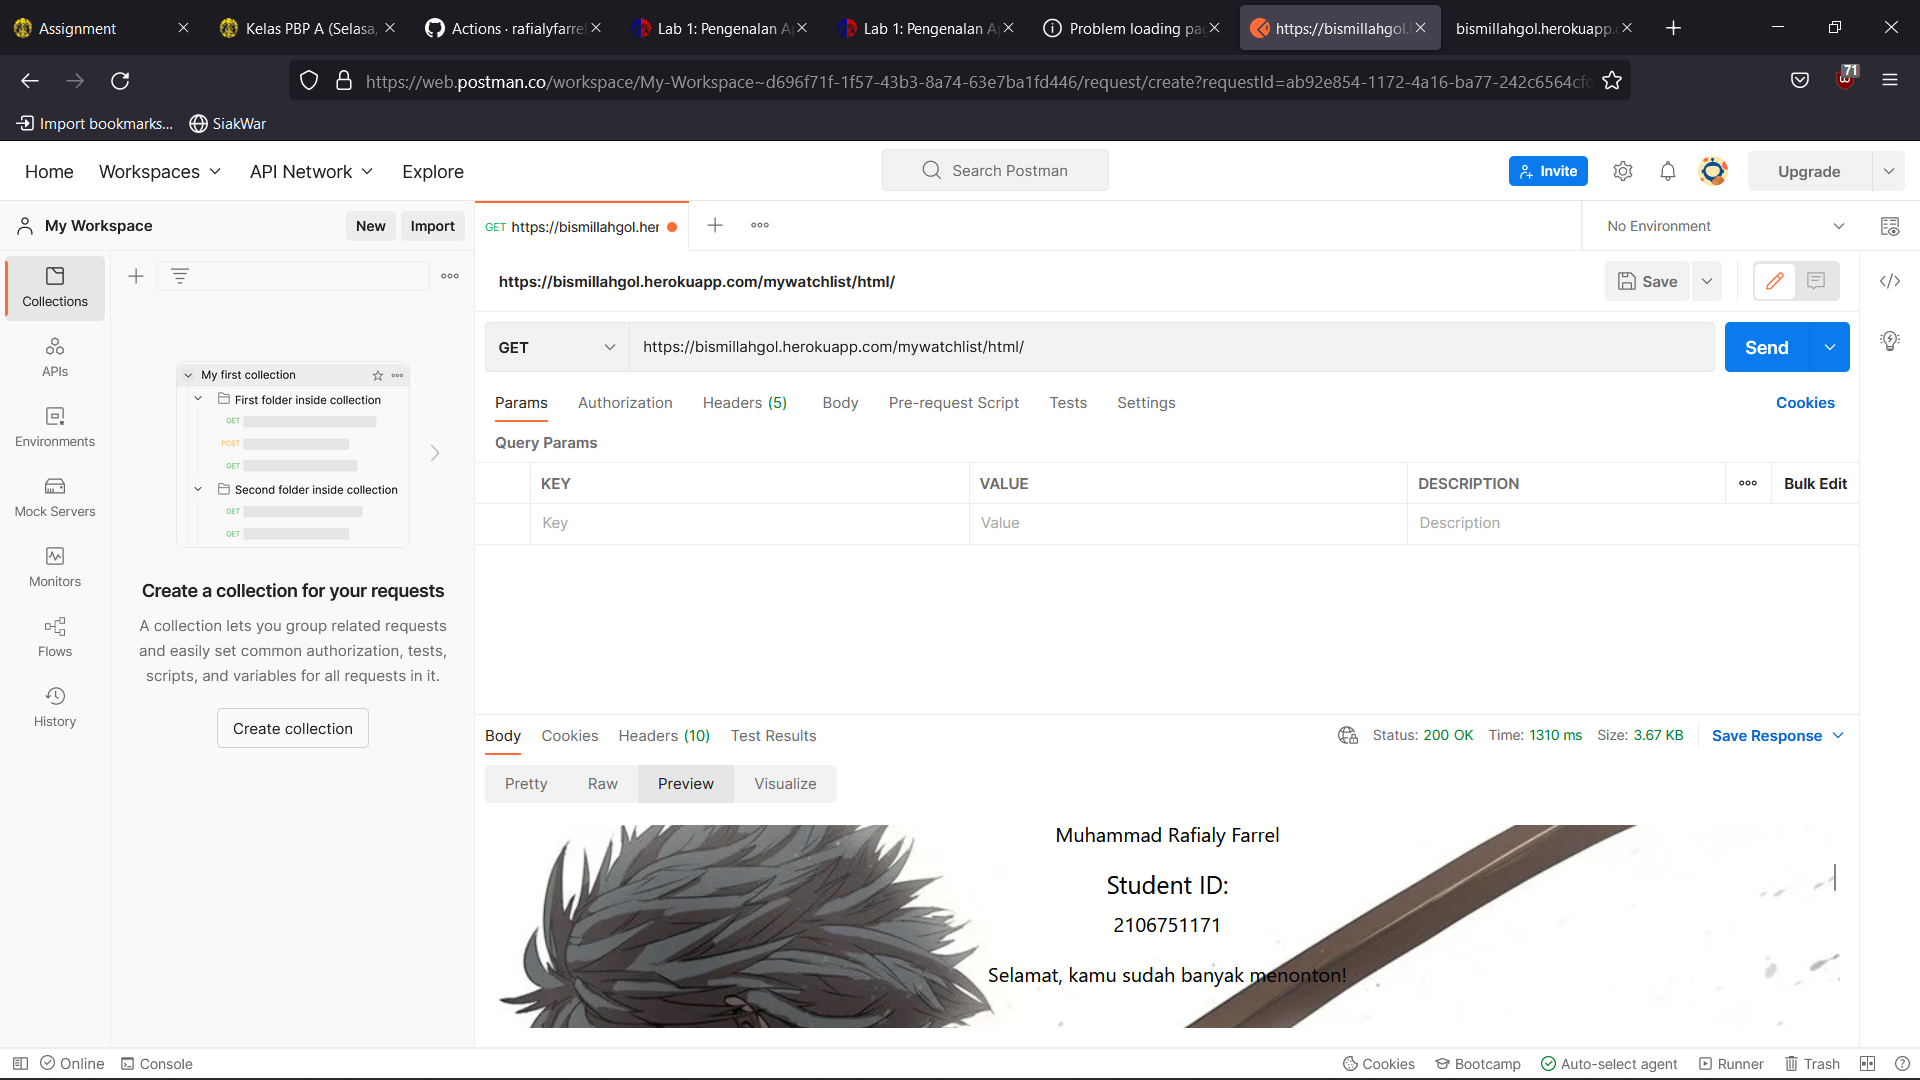 Assignment
Kelas PBP A (Selasa,
Actions · rafialyfarrel
Lab 1: Pengenalan A
Lab 1: Pengenalan A
Problem loading pa
https://bismillahgol.
bismillahgol.herokuapp.
https://web.postman.co/workspace/My-Workspace~d696f71f-1f57-43b3-8a74-63e7ba1fd446/request/create?requestId=ab92e854-1172-4a16-ba77-242c6564cf
71
Import bookmarks...
SiakWar
Home
Workspaces
API Network
Explore
Search Postman
Invite
Upgrade
My Workspace
New
Import
GET https://bismillahgol.her
No Environment
Collections
APIs
Environments
Mock Servers
Monitors
Flows
History
My first collection
First folder inside collection
GET
POST
GET
Second folder inside collection
GET
GET
Create a collection for your requests
A collection lets you group related requests
and easily set common authorization, tests,
scripts, and variables for all requests in it.
Create collection
https://bismillahgol.herokuapp.com/mywatchlist/html/
Save
GET
https://bismillahgol.herokuapp.com/mywatchlist/html/
Send
Params
Authorization
Headers (5)
Body
Pre-request Script
Tests
Settings
Cookies
Query Params
KEY
VALUE
DESCRIPTION
Bulk Edit
Key
Value
Description
Body
Cookies
Headers (10)
Test Results
Status: 200 OK
Time: 1310 ms
Size: 3.67 KB
Save Response
Pretty
Raw
Preview
Visualize
Muhammad Rafialy Farrel
Student ID:
2106751171
Selamat, kamu sudah banyak menonton!
Online
Console
Cookies
Bootcamp
Auto-select agent
Runner
Trash